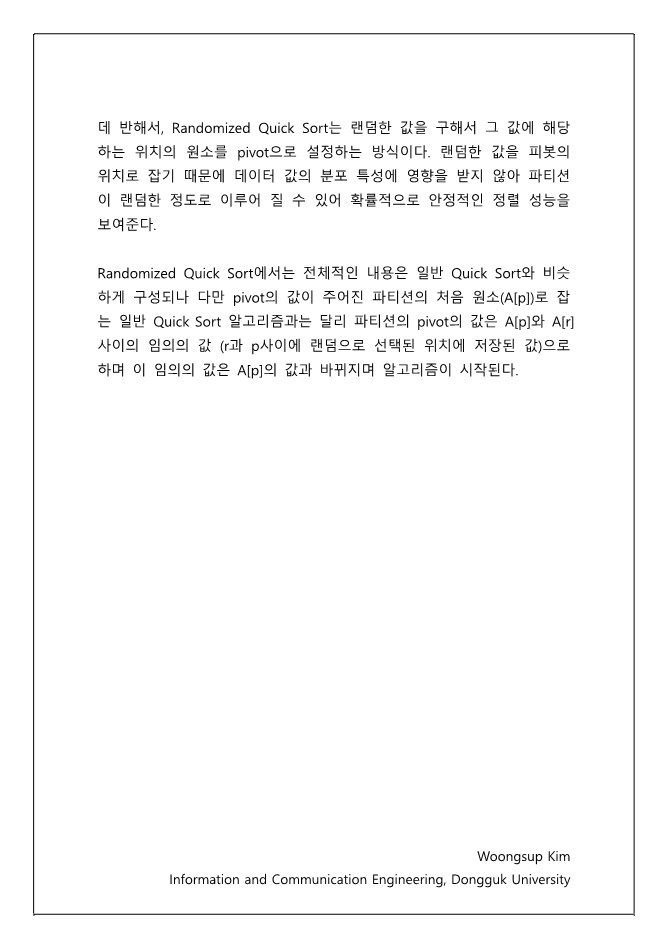 데 반해서, Randomized Quick Sort는 랜덤한 값을 구해서 그 값에 해당
하는 위치의 원소를 pivot으로 설정하는 방식이다. 랜덤한 값을 피봇의
위치로 잡기 때문에 데이터 값의 분포 특성에 영향을 받지 않아 파티션
이 랜덤한 정도로 이루어 질 수 있어 확률적으로 안정적인 정렬 성능을
보여준다.
Randomized Quick Sort에서는 전체적인 내용은 일반 Quick Sort와 비슷
하게 구성되나 다만 pivot의 값이 주어진 파티션의 처음 원소(A[p])로 잡
는 일반 Quick Sort 알고리즘과는 달리 파티션의 pivot의 값은 A[p]와 A[r]
사이의 임의의 값 (r과 p사이에 랜덤으로 선택된 위치에 저장된 값)으로
하며 이 임의의 값은 A[p]의 값과 바뀌지며 알고리즘이 시작된다.
Woongsup Kim
Information and Communication Engineering, Dongguk University